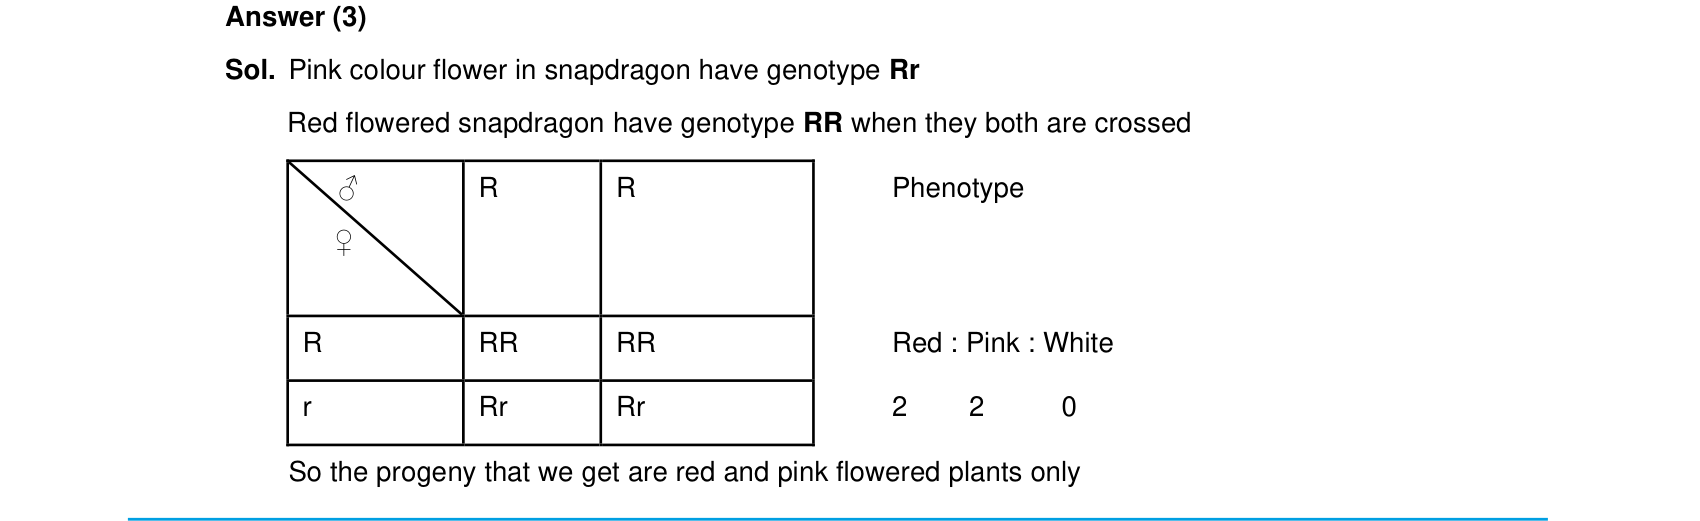 Answer (3)
Sol. Pink colour flower in snapdragon have genotype Rr
Red flowered snapdragon have genotype RR when they both are crossed
♂ R R Phenotype
♀
R RR RR Red : Pink : White
r Rr Rr 2 2 0
So the progeny that we get are red and pink flowered plants only